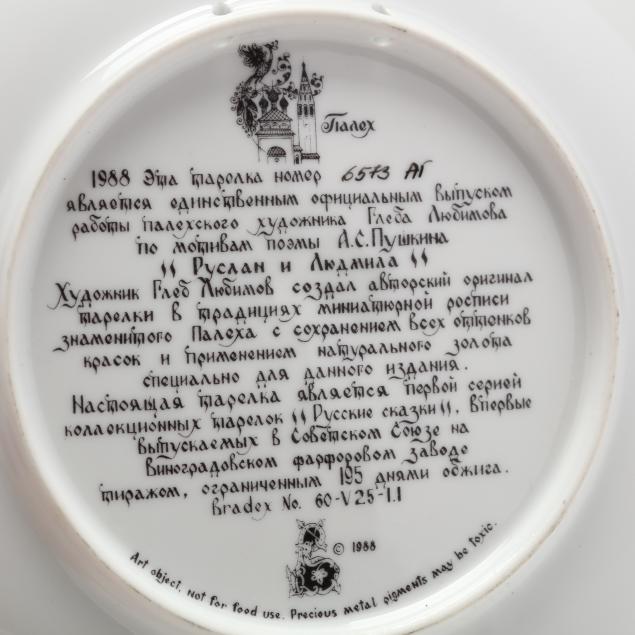 Палех
1988 Эта тарелка номер 6573 АГ
является единственным официальным выпуском
работы палехского художника Глеба Любимова
по мотивам поэмы А.С.Пушкина
"Руслан и Людмила"
Художник Глеб Любимов создал авторский оригинал
тарелки в традициях миниатюрной росписи
знаменитого Палеха с сохранением всех оттенков
красок и применением натурального золота
специально для данного издания.
Настоящая тарелка является первой серией
коллекционных тарелок "Русские сказки", впервые
выпускаемых в Советском Союзе на
Виноградовском фарфоровом заводе
тиражом, ограниченным 195 днями обжига.
Bradex No. 60-V25-1.1
© 1988
Art object, not for food use. Precious metal pigments may be toxic.